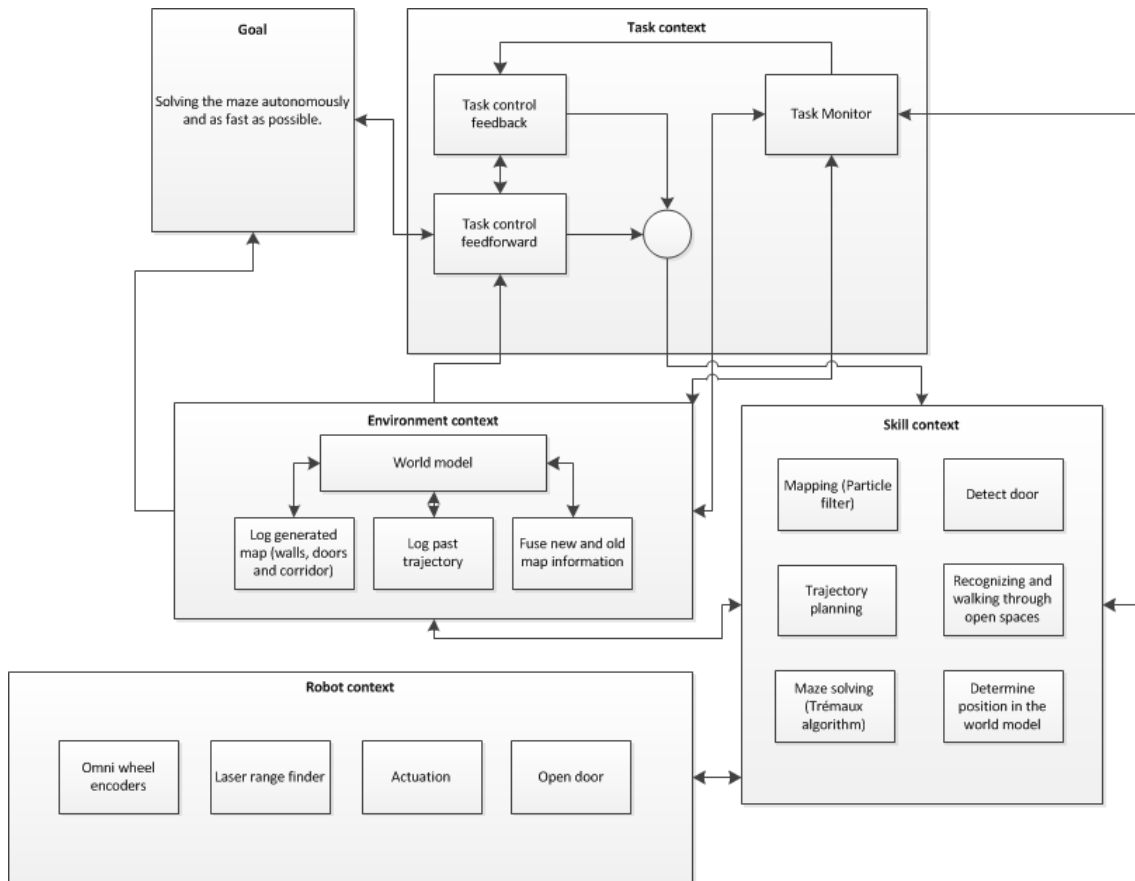 Goal
Solving the maze autonomously
and as fast as possible.
Task context
Task control
feedback
Task Monitor
Task control
feedforward
Environment context
World model
Log generated
map (walls, doors
and corridor)
Log past
trajectory
Fuse new and old
map information
Skill context
Mapping (Particle
filter)
Detect door
Trajectory
planning
Recognizing and
walking through
open spaces
Maze solving
(Trémaux
algorithm)
Determine
position in the
world model
Robot context
Omni wheel
encoders
Laser range finder
Actuation
Open door